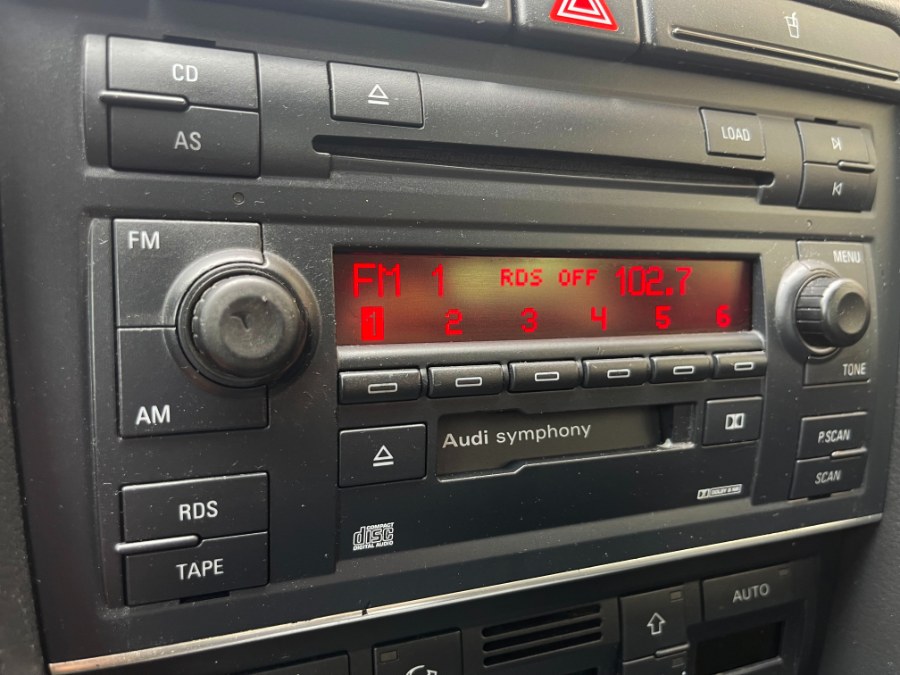 CD
AS
LOAD
FM
MENU
FM 1 RDS OFF 102.7
1 2 3 4 5 6
AM
TONE
Audi symphony
P.SCAN
SCAN
RDS
TAPE
COMPACT
disc
DIGITAL AUDIO
AUTO